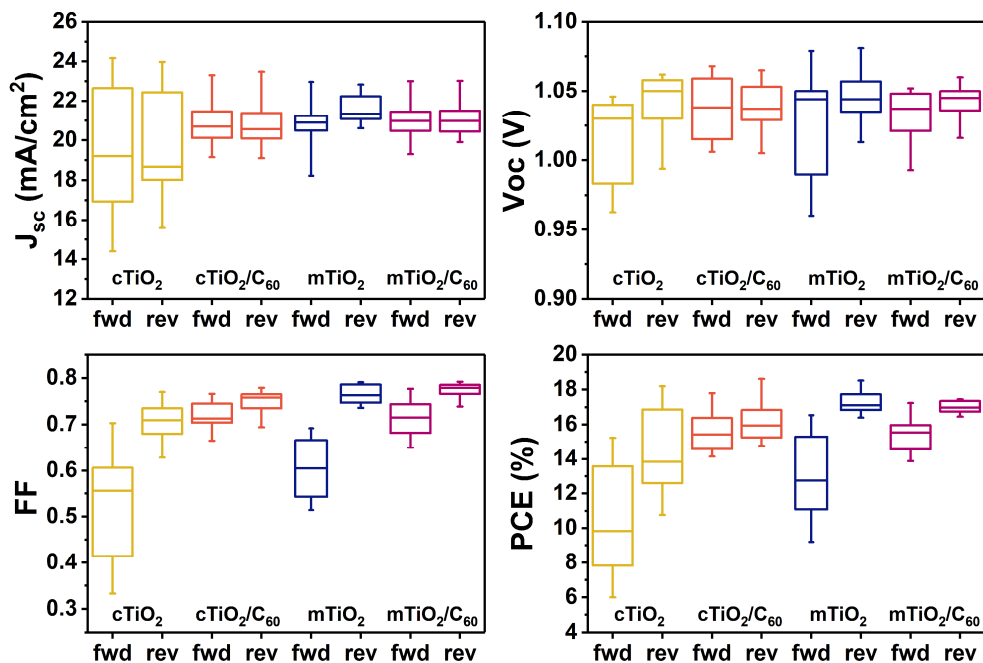 J_sc (mA/cm²)
26
24
22
20
18
16
14
12
cTiO₂ cTiO₂/C₆₀ mTiO₂ mTiO₂/C₆₀
fwd rev fwd rev fwd rev fwd rev
Voc (V)
1.10
1.05
1.00
0.95
0.90
cTiO₂ cTiO₂/C₆₀ mTiO₂ mTiO₂/C₆₀
fwd rev fwd rev fwd rev fwd rev
FF
0.8
0.7
0.6
0.5
0.4
0.3
cTiO₂ cTiO₂/C₆₀ mTiO₂ mTiO₂/C₆₀
fwd rev fwd rev fwd rev fwd rev
PCE (%)
20
18
16
14
12
10
8
6
4
cTiO₂ cTiO₂/C₆₀ mTiO₂ mTiO₂/C₆₀
fwd rev fwd rev fwd rev fwd rev